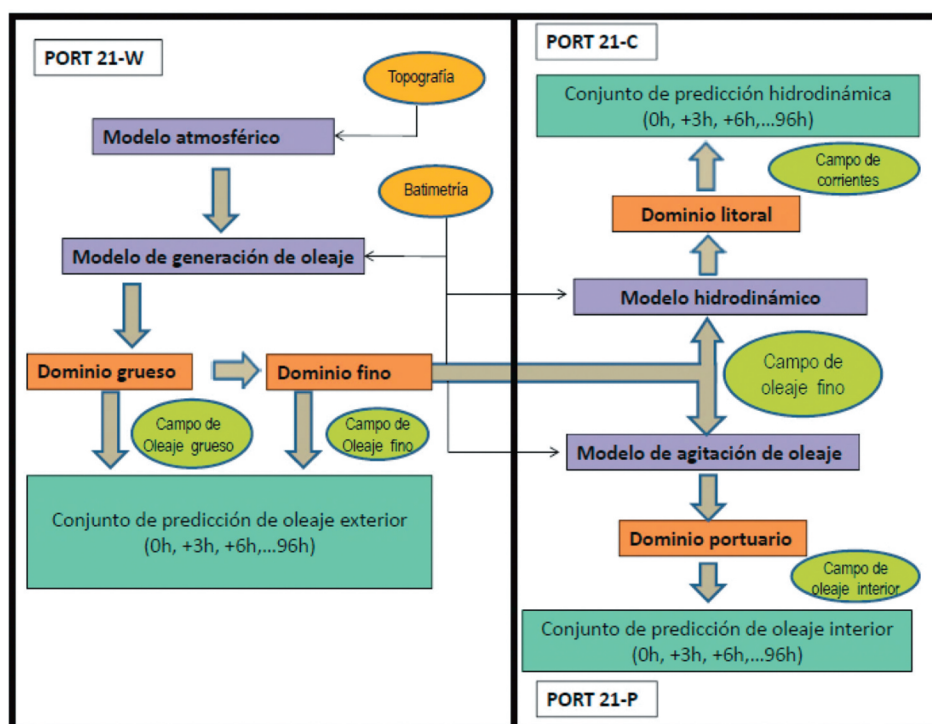 PORT 21-W
Topografía
Modelo atmosférico
Batimetría
Modelo de generación de oleaje
Dominio grueso
Dominio fino
Campo de
Oleaje grueso
Campo de
Oleaje fino
Conjunto de predicción de oleaje exterior
(0h, +3h, +6h,...96h)
PORT 21-C
Conjunto de predicción hidrodinámica
(0h, +3h, +6h,...96h)
Campo de
corrientes
Dominio litoral
Modelo hidrodinámico
Campo de
oleaje fino
Modelo de agitación de oleaje
Dominio portuario
Campo de
oleaje interior
Conjunto de predicción de oleaje interior
(0h, +3h, +6h,...96h)
PORT 21-P